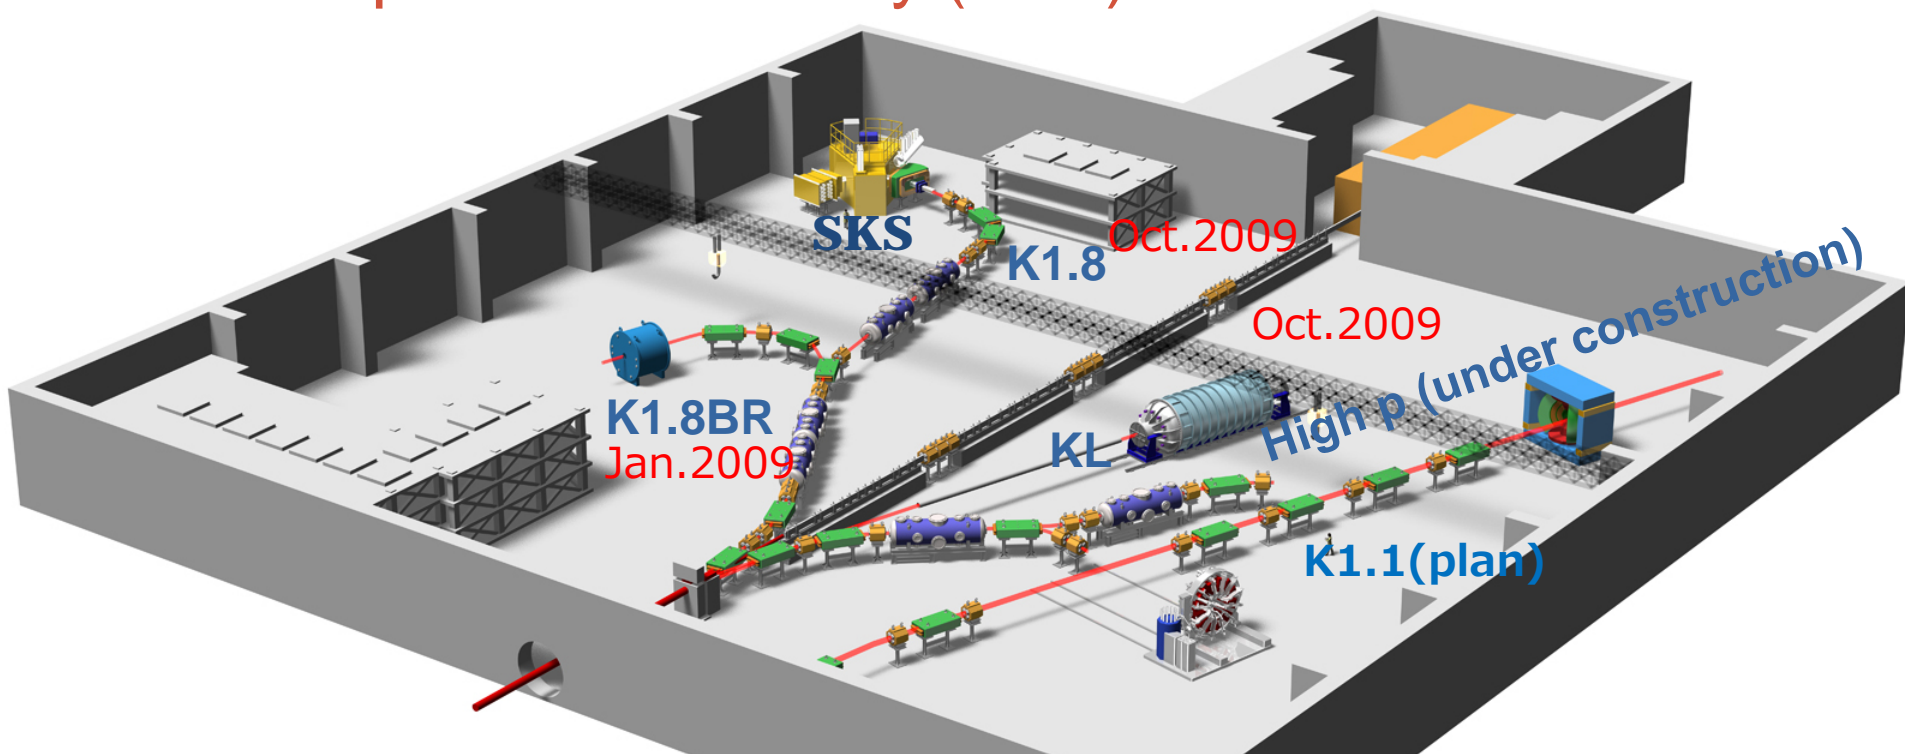 SKS
K1.8
Oct.2009
Oct.2009
High p (under construction)
K1.8BR
Jan.2009
KL
K1.1(plan)